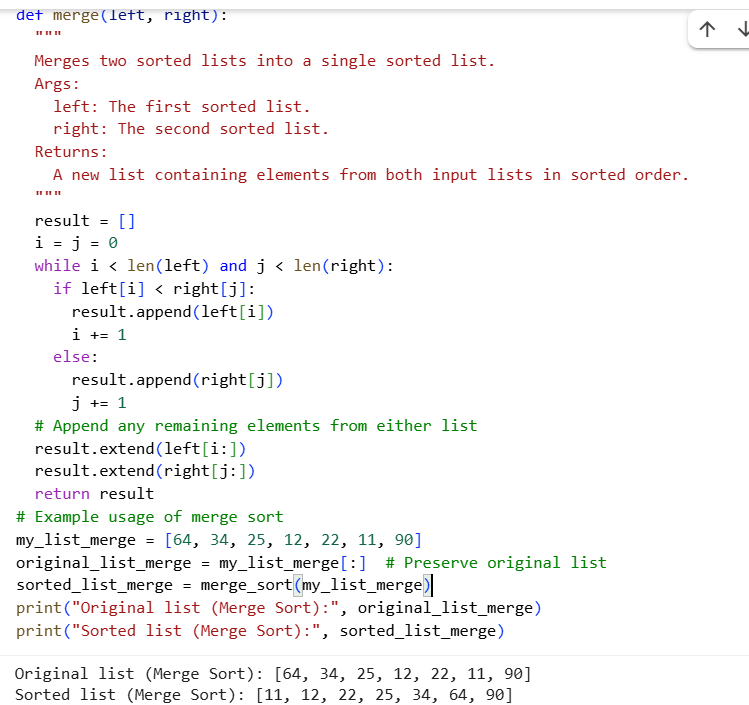 def merge(left, right):
  """
  Merges two sorted lists into a single sorted list.
  Args:
    left: The first sorted list.
    right: The second sorted list.
  Returns:
    A new list containing elements from both input lists in sorted order.
  """
  result = []
  i = j = 0
  while i < len(left) and j < len(right):
    if left[i] < right[j]:
      result.append(left[i])
      i += 1
    else:
      result.append(right[j])
      j += 1
  # Append any remaining elements from either list
  result.extend(left[i:])
  result.extend(right[j:])
  return result
# Example usage of merge sort
my_list_merge = [64, 34, 25, 12, 22, 11, 90]
original_list_merge = my_list_merge[:]  # Preserve original list
sorted_list_merge = merge_sort(my_list_merge)
print("Original list (Merge Sort):", original_list_merge)
print("Sorted list (Merge Sort):", sorted_list_merge)
Original list (Merge Sort): [64, 34, 25, 12, 22, 11, 90]
Sorted list (Merge Sort): [11, 12, 22, 25, 34, 64, 90]